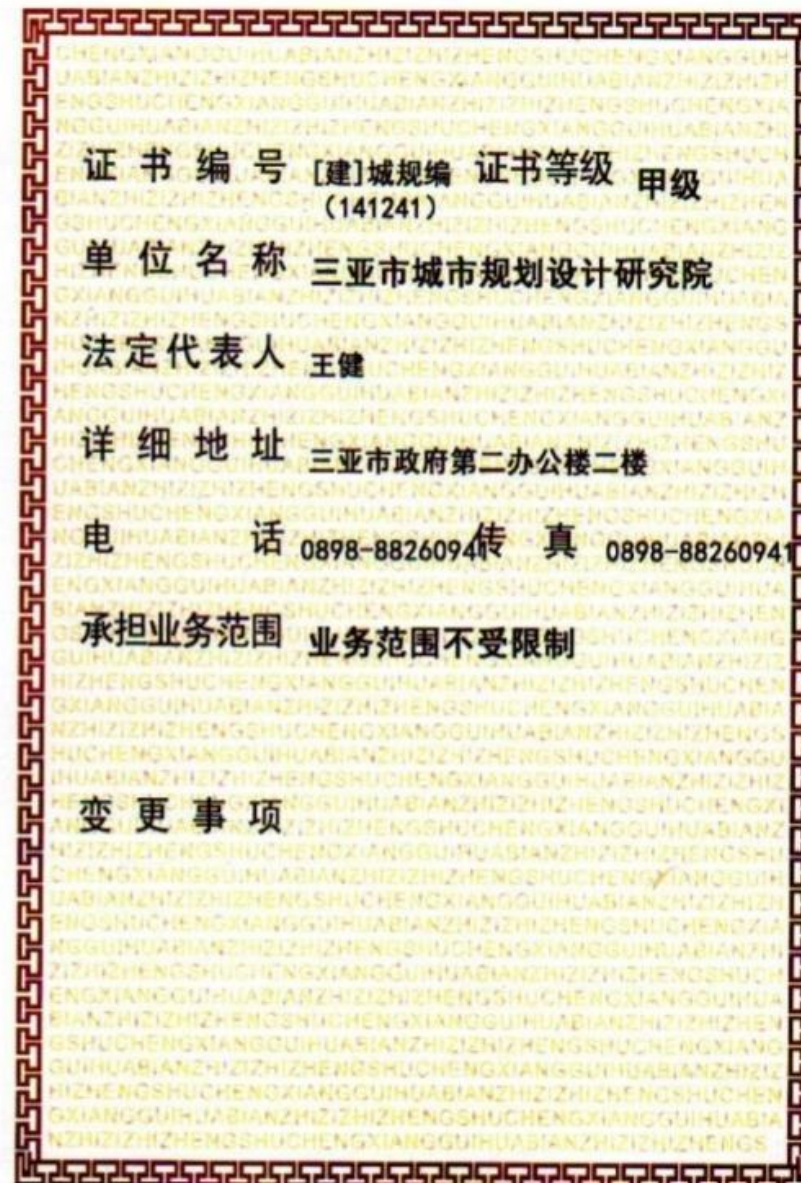 证书编号 [建]城规编 证书等级 甲级
(141241)
单位名称 三亚市城市规划设计研究院
法定代表人 王健
详细地址 三亚市政府第二办公楼二楼
电话 0898-88260941 传真 0898-88260941
承担业务范围 业务范围不受限制
变更事项